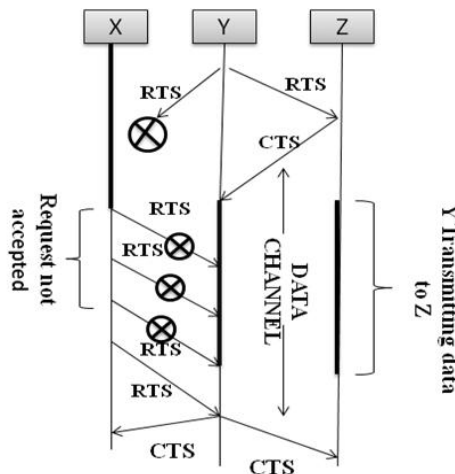 X
Y
Z
RTS
RTS
CTS
RTS
RTS
RTS
RTS
CTS
CTS
Request not
accepted
DATA
CHANNEL
Y Transmitting data
to Z